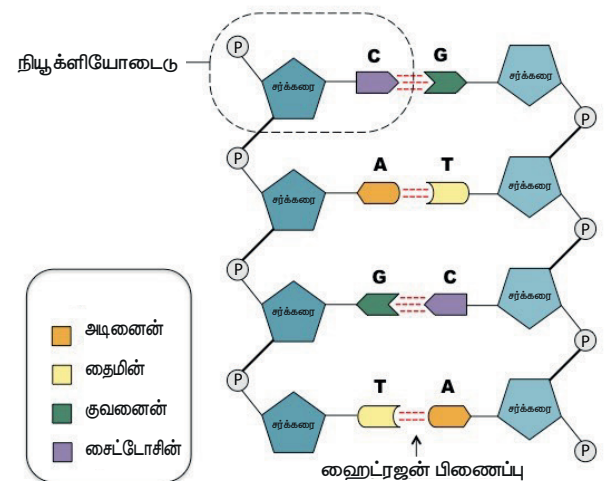 P
C G
நியூக்ளியோடைடு
சர்க்கரை
சர்க்கரை
P
P
A T
சர்க்கரை
சர்க்கரை
P
P
G C
சர்க்கரை
சர்க்கரை
அடினைன்
தைமின்
P
P
T A
குவனைன்
சர்க்கரை
சர்க்கரை
சைட்டோசின்
P
ஹைட்ரஜன் பிணைப்பு